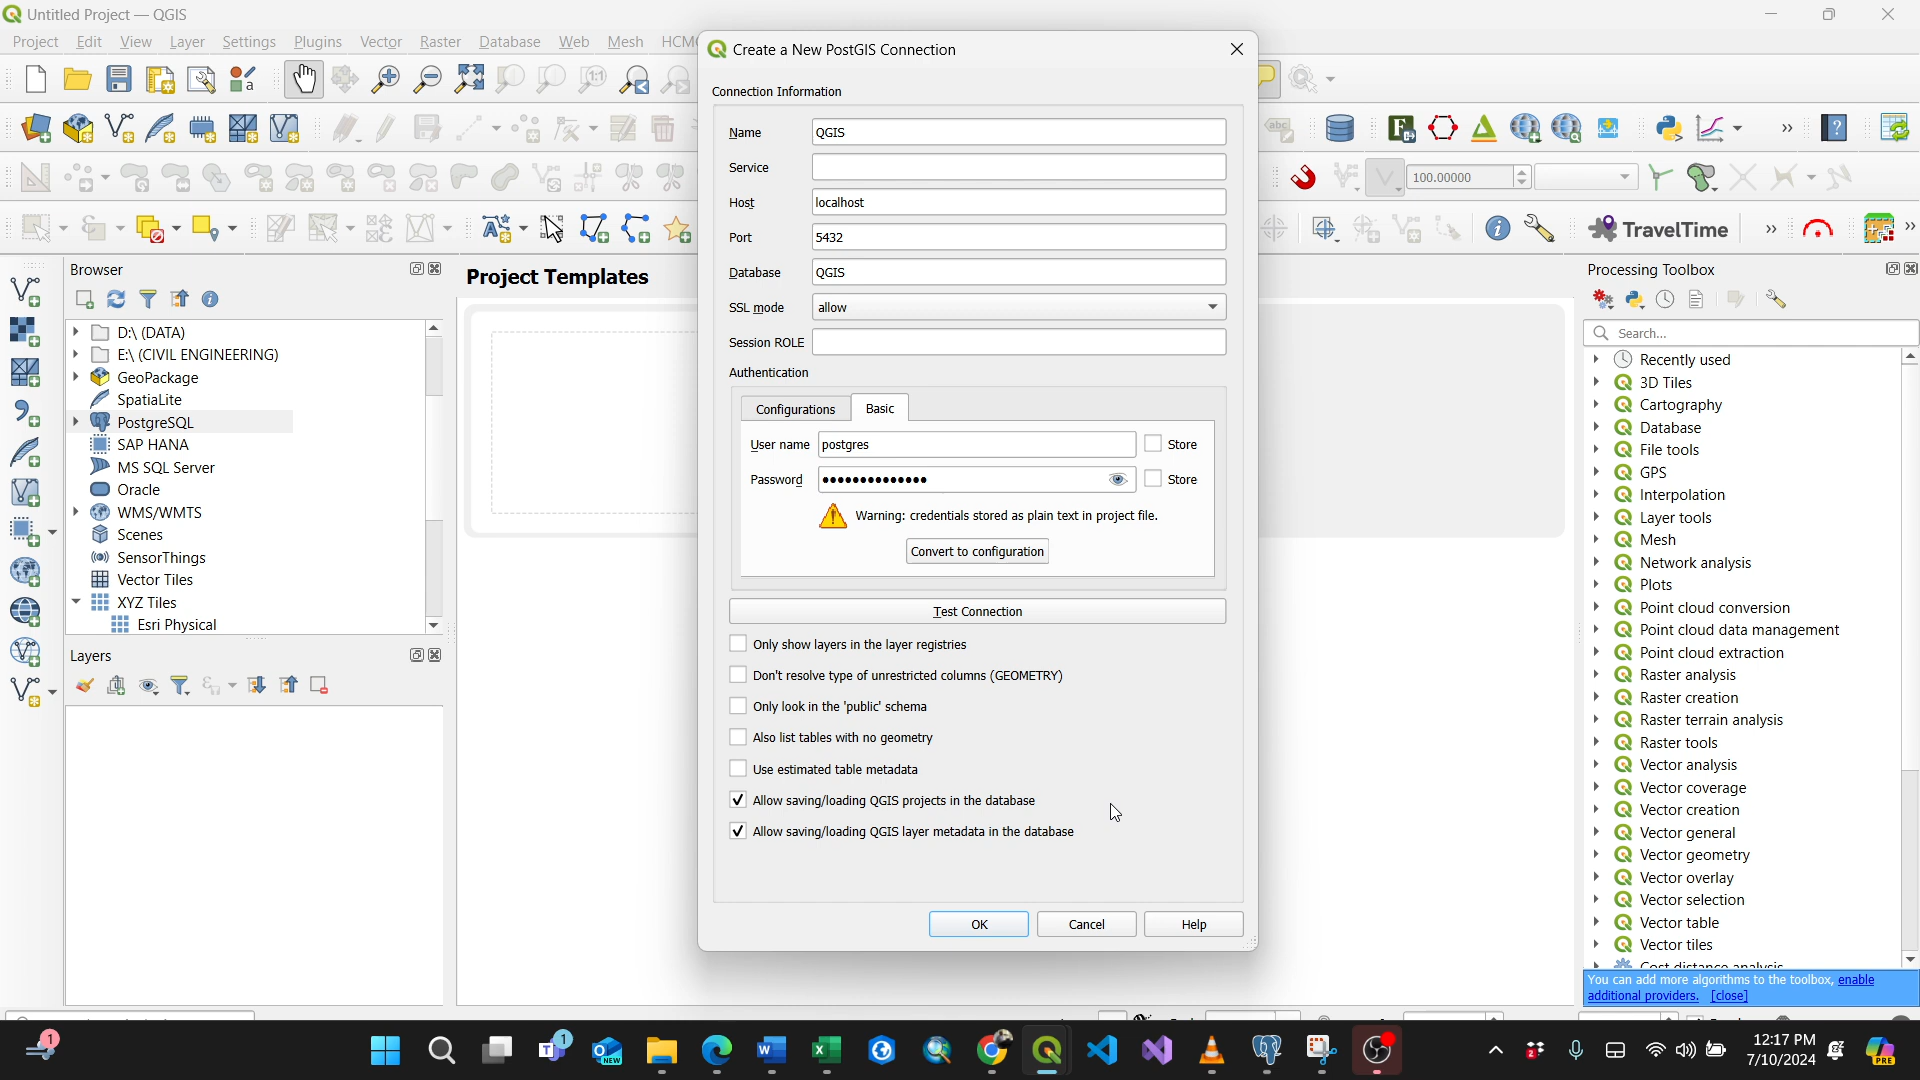 Untitled Project — QGIS
Project Edit View Layer Settings Plugins Vector Raster Database Web Mesh
Create a New PostGIS Connection
Connection Information
Name QGIS
Service
Host localhost
Port 5432
Database QGIS
SSL mode allow
Session ROLE
Authentication
Configurations Basic
User name postgres Store
Password ●●●●●●●●●●●●●● Store
Warning: credentials stored as plain text in project file.
Convert to configuration
Test Connection
Only show layers in the layer registries
Don't resolve type of unrestricted columns (GEOMETRY)
Only look in the 'public' schema
Also list tables with no geometry
Use estimated table metadata
Allow saving/loading QGIS projects in the database
Allow saving/loading QGIS layer metadata in the database
OK Cancel Help
abc
100.00000
TravelTime
Browser
D:\ (DATA)
E:\ (CIVIL ENGINEERING)
GeoPackage
SpatiaLite
PostgreSQL
SAP HANA
MS SQL Server
Oracle
WMS/WMTS
Scenes
SensorThings
Vector Tiles
XYZ Tiles
Esri Physical
Layers
Project Templates
Processing Toolbox
Search...
Recently used
3D Tiles
Cartography
Database
File tools
GPS
Interpolation
Layer tools
Mesh
Network analysis
Plots
Point cloud conversion
Point cloud data management
Point cloud extraction
Raster analysis
Raster creation
Raster terrain analysis
Raster tools
Vector analysis
Vector coverage
Vector creation
Vector general
Vector geometry
Vector overlay
Vector selection
Vector table
Vector tiles
Cost distance analysis
You can add more algorithms to the toolbox, enable
additional providers. [close]
12:17 PM
7/10/2024